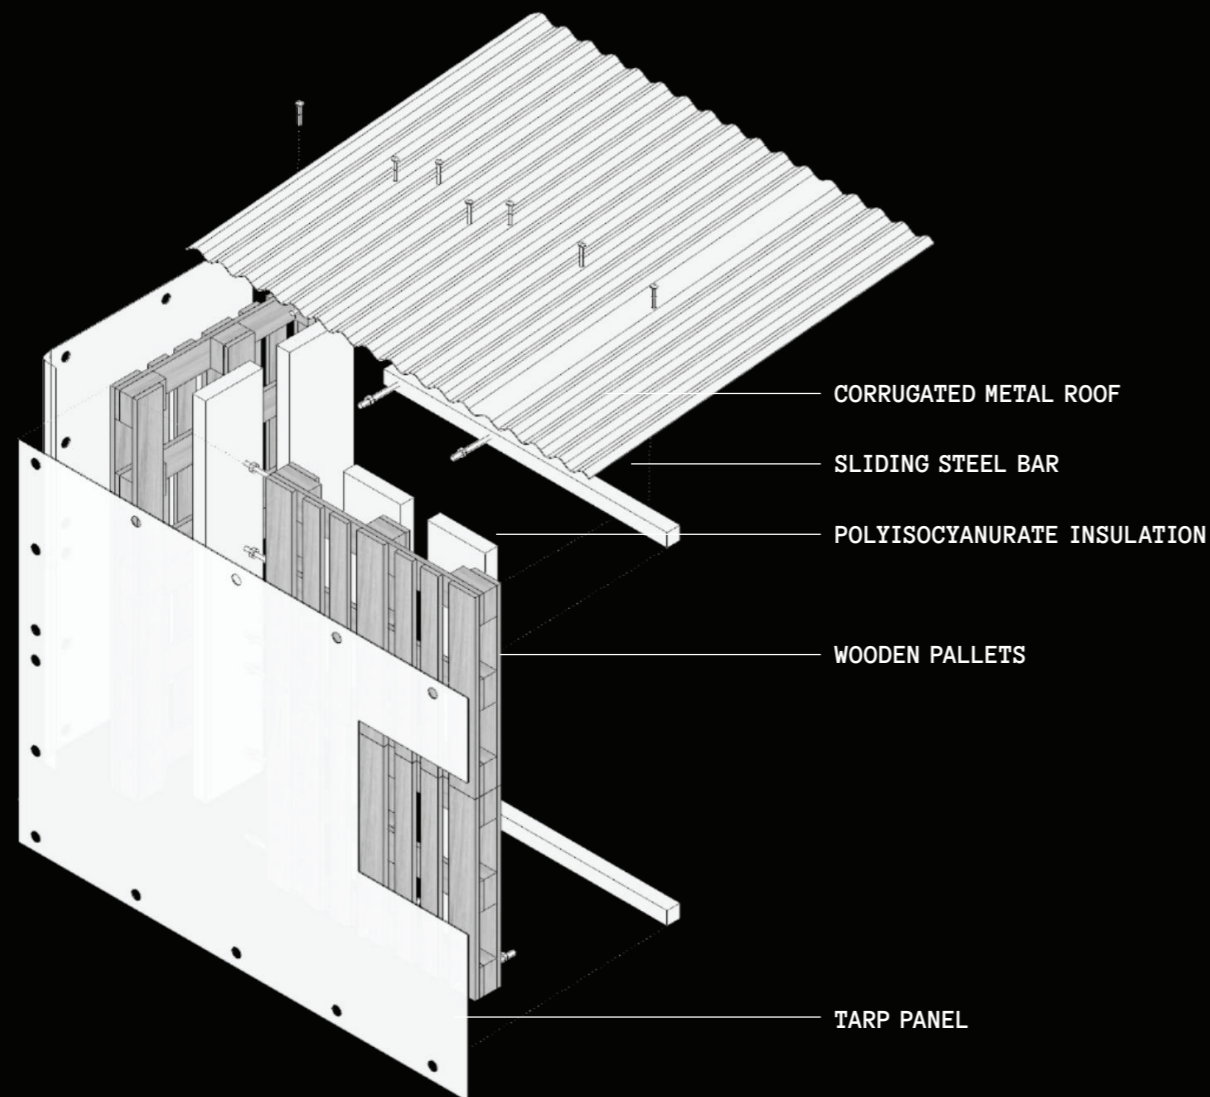 CORRUGATED METAL ROOF
SLIDING STEEL BAR
POLYISOCYANURATE INSULATION
WOODEN PALLETS
TARP PANEL